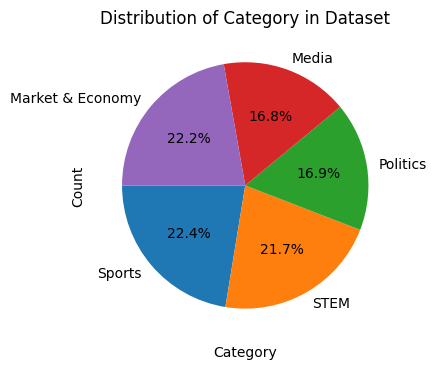 Distribution of Category in Dataset
Media
Market & Economy
16.8%
22.2%
Politics
16.9%
Count
22.4%
21.7%
Sports
STEM
Category